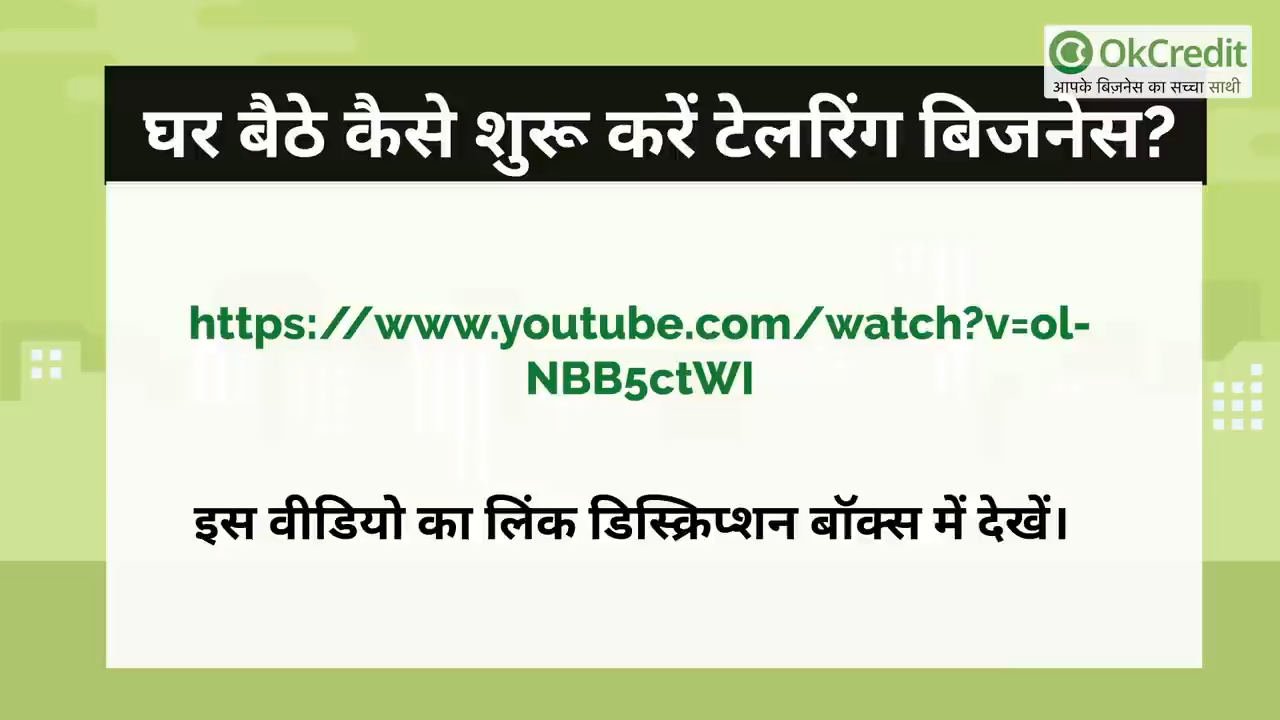 OkCredit
आपके बिज़नेस का सच्चा साथी
घर बैठे कैसे शुरू करें टेलरिंग बिजनेस?
https://www.youtube.com/watch?v=ol-
NBB5ctWI
इस वीडियो का लिंक डिस्क्रिप्शन बॉक्स में देखें।